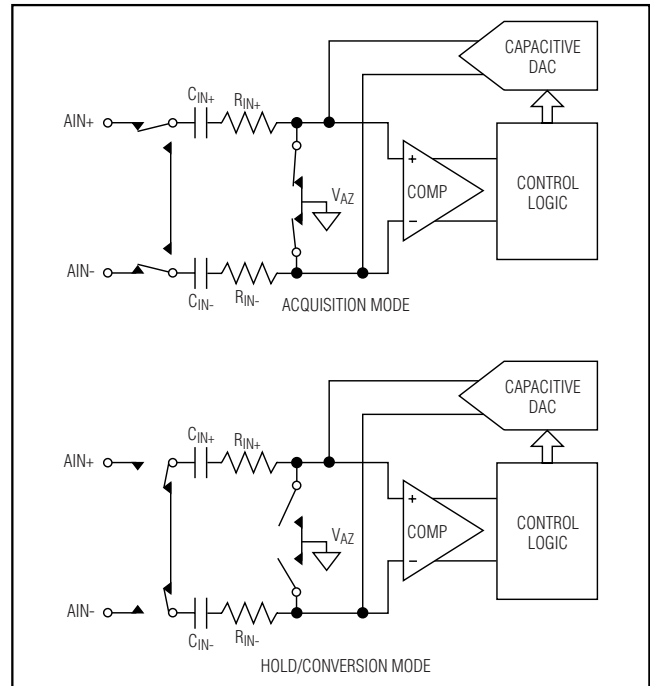 CAPACITIVE
DAC
C_IN+
R_IN+
AIN+
+
COMP
−
V_AZ
CONTROL
LOGIC
AIN-
C_IN-
R_IN-
ACQUISITION MODE
CAPACITIVE
DAC
C_IN+
R_IN+
AIN+
+
COMP
−
V_AZ
CONTROL
LOGIC
AIN-
C_IN-
R_IN-
HOLD/CONVERSION MODE